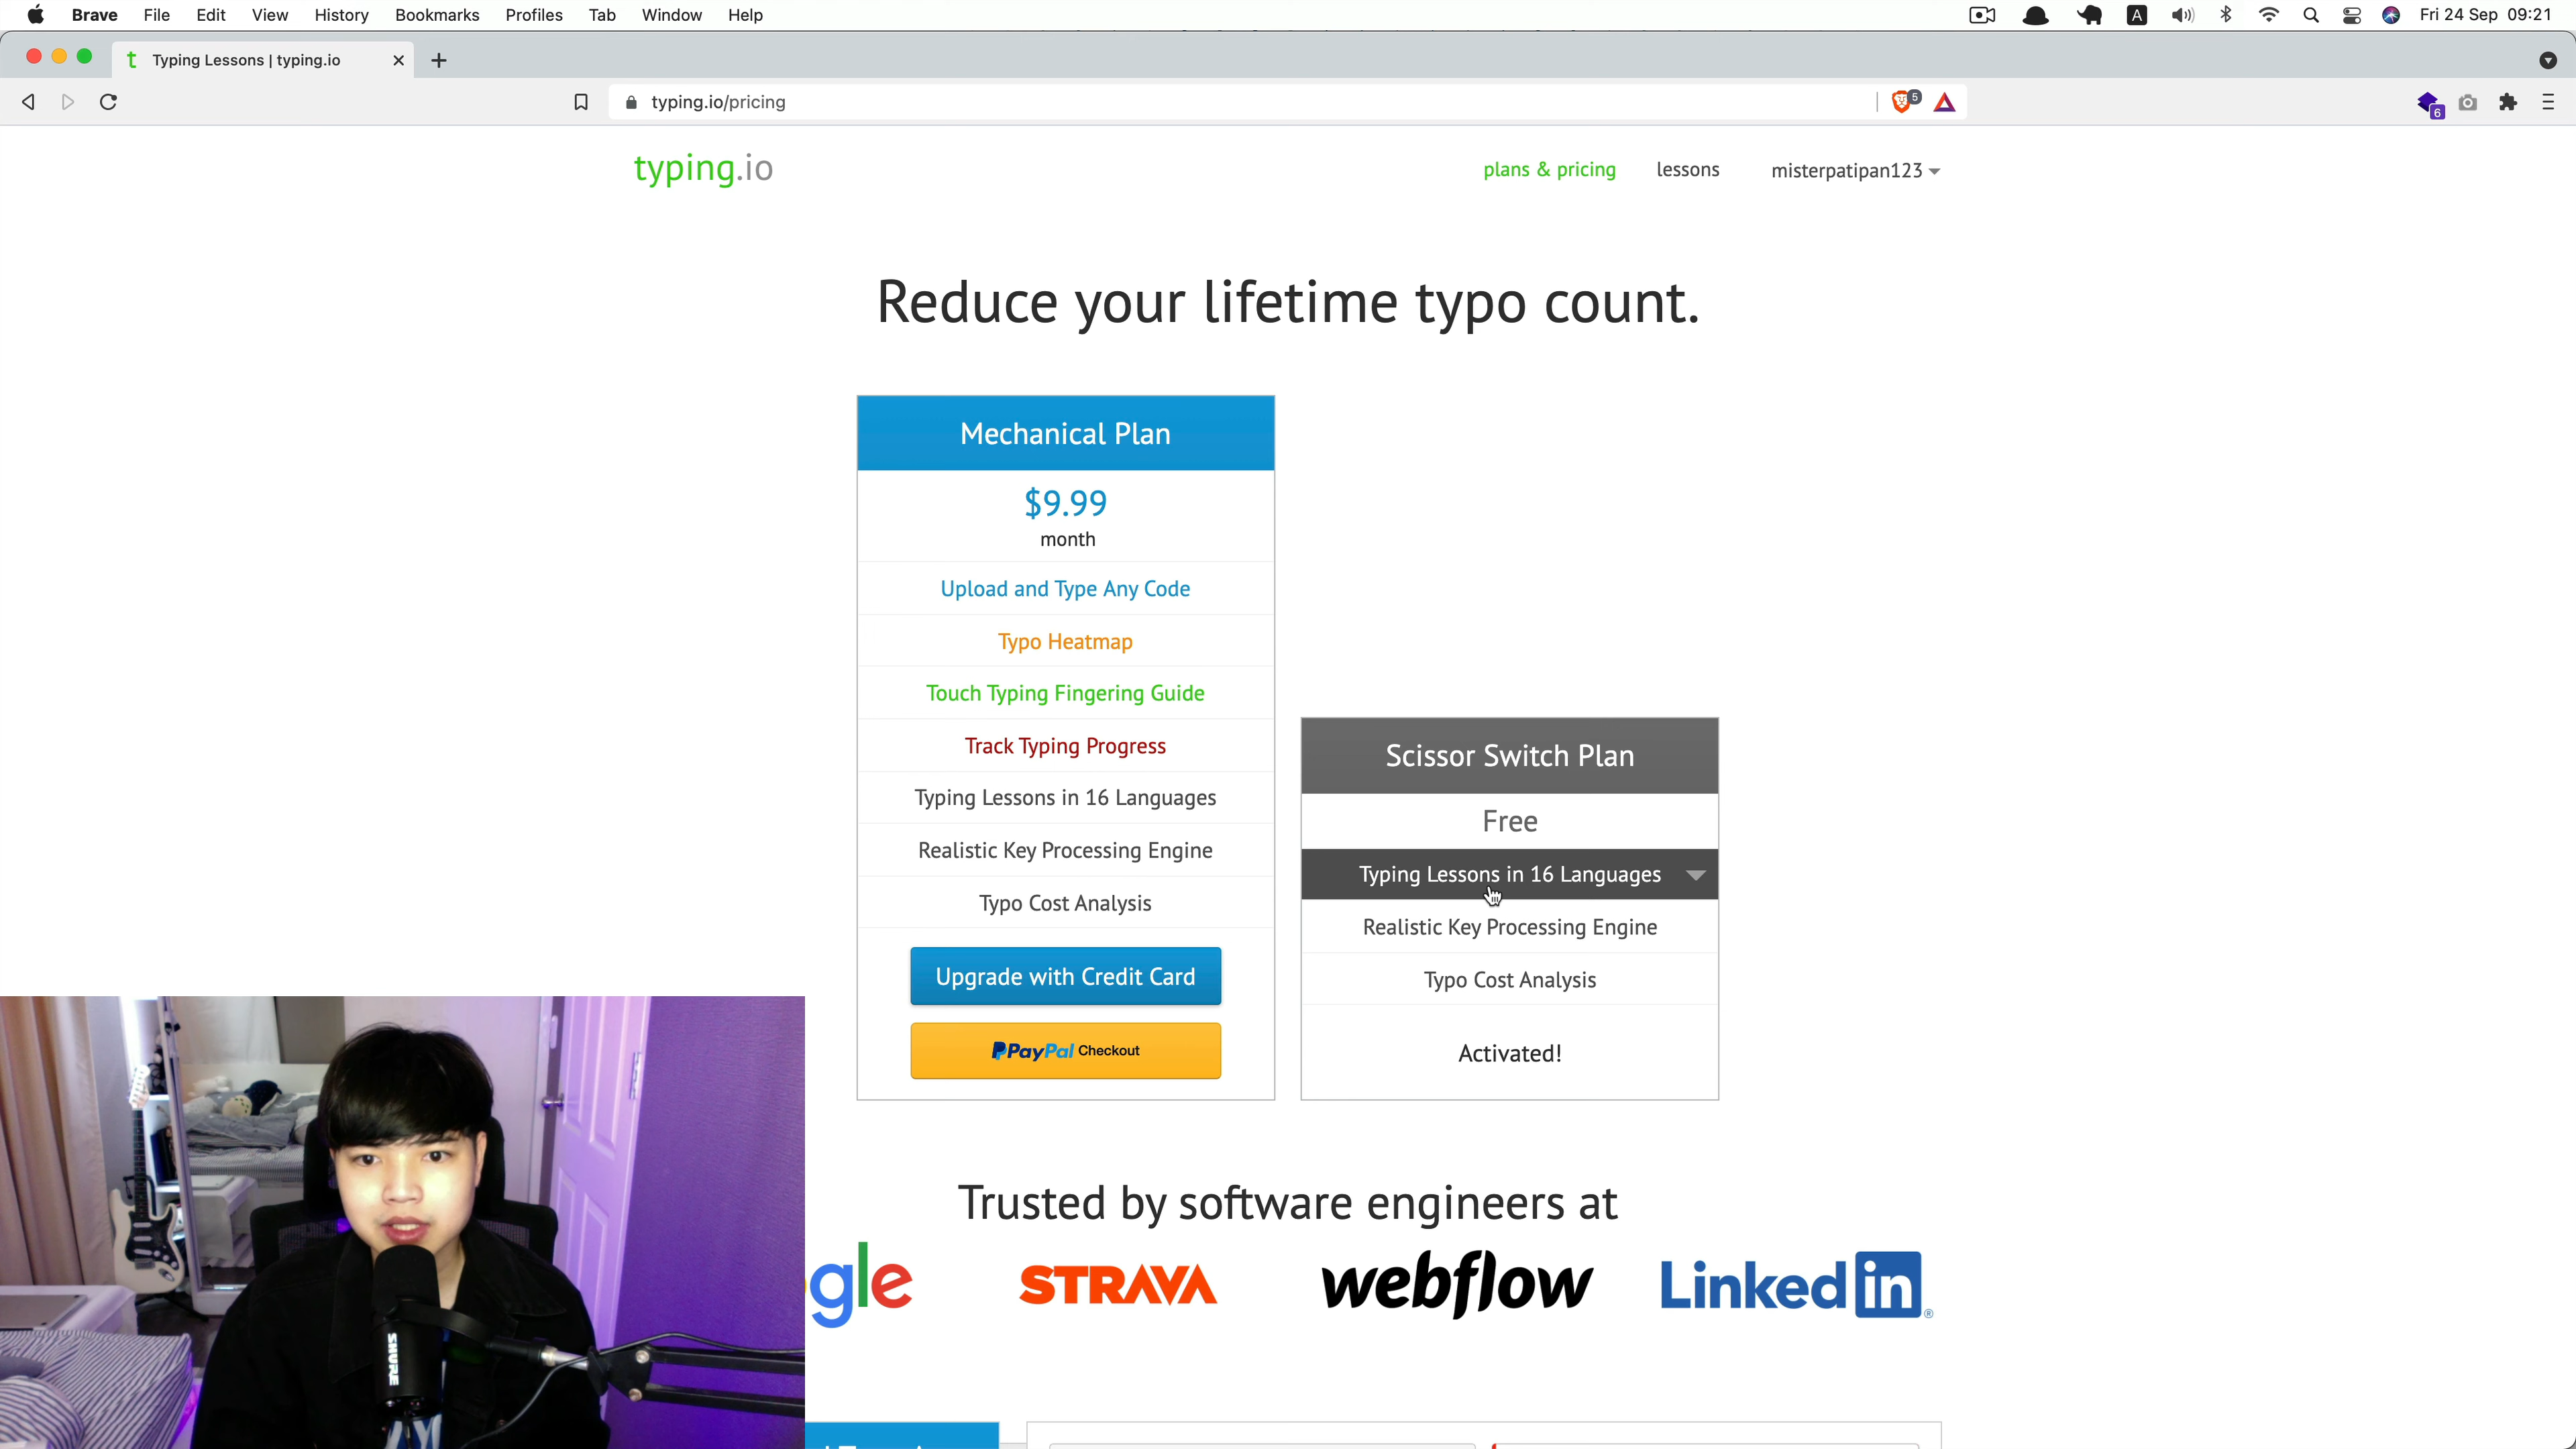 Brave File Edit View History Bookmarks Profiles Tab Window Help A Fri 24 Sep 09:21
t Typing Lessons | typing.io
typing.io/pricing 5 6
typing.io plans & pricing lessons misterpatipan123
Reduce your lifetime typo count.
Mechanical Plan
$9.99
month
Upload and Type Any Code
Typo Heatmap
Touch Typing Fingering Guide
Track Typing Progress
Typing Lessons in 16 Languages
Realistic Key Processing Engine
Typo Cost Analysis
Upgrade with Credit Card
PayPal Checkout
Scissor Switch Plan
Free
Typing Lessons in 16 Languages
Realistic Key Processing Engine
Typo Cost Analysis
Activated!
Trusted by software engineers at
gle STRAVA webflow Linkedin®
SHURE